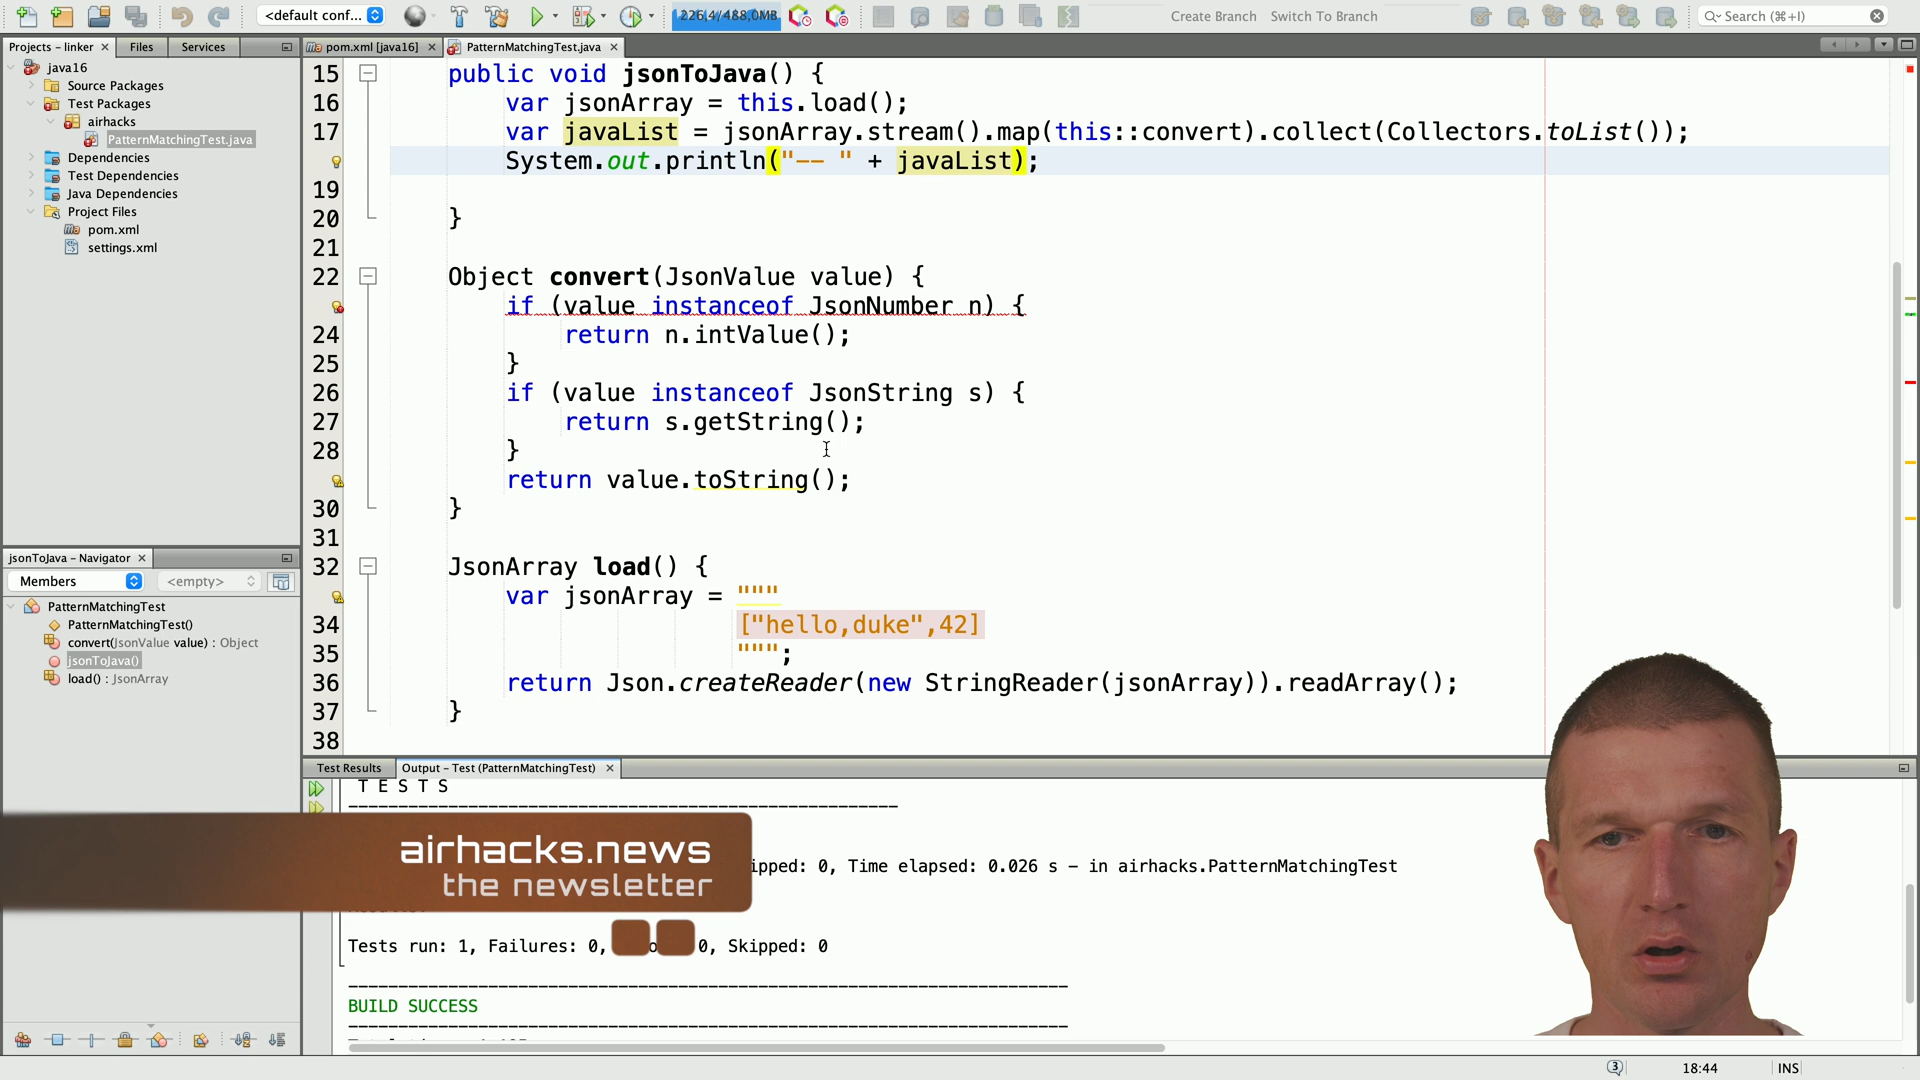 <default conf...
226,4/488,0MB
Create Branch Switch To Branch
Search (⌘+I)
Projects – linker
Files
Services
pom.xml [java16]
PatternMatchingTest.java
java16
Source Packages
Test Packages
airhacks
PatternMatchingTest.java
Dependencies
Test Dependencies
Java Dependencies
Project Files
pom.xml
settings.xml
15 public void jsonToJava() {
16 var jsonArray = this.load();
17 var javaList = jsonArray.stream().map(this::convert).collect(Collectors.toList());
System.out.println("-- " + javaList);
19
20 }
21
22 Object convert(JsonValue value) {
if (value instanceof JsonNumber n) {
24 return n.intValue();
25 }
26 if (value instanceof JsonString s) {
27 return s.getString();
28 }
return value.toString();
30 }
31
32 JsonArray load() {
var jsonArray = """
34 ["hello,duke",42]
35 """;
36 return Json.createReader(new StringReader(jsonArray)).readArray();
37 }
38
jsonToJava – Navigator
Members
<empty>
PatternMatchingTest
PatternMatchingTest()
convert(JsonValue value) : Object
jsonToJava()
load() : JsonArray
Test Results
Output – Test (PatternMatchingTest)
T E S T S
-------------------------------------------------------
ipped: 0, Time elapsed: 0.026 s - in airhacks.PatternMatchingTest
airhacks.news
the newsletter
Tests run: 1, Failures: 0, 0, Skipped: 0
------------------------------------------------------------------------
BUILD SUCCESS
------------------------------------------------------------------------
3
18:44
INS